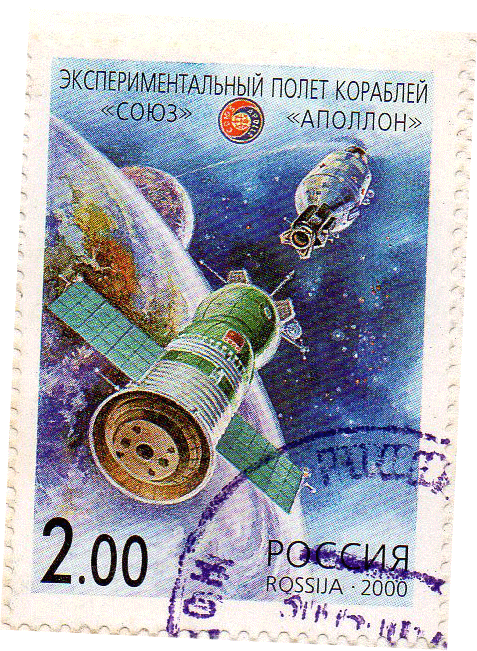 ЭКСПЕРИМЕНТАЛЬНЫЙ ПОЛЕТ КОРАБЛЕЙ
«СОЮЗ» «АПОЛЛОН»
2.00
РОССИЯ
ROSSIJA · 2000